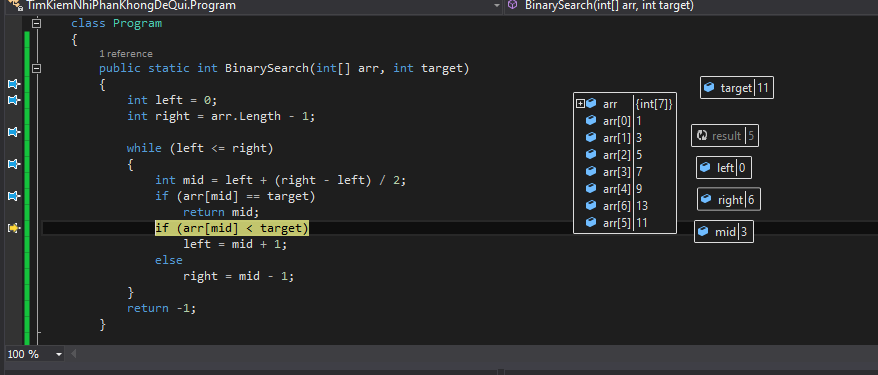 TimKiemNhiPhanKhongDeQui.Program
BinarySearch(int[] arr, int target)
class Program
{
1 reference
public static int BinarySearch(int[] arr, int target)
{
int left = 0;
int right = arr.Length - 1;
while (left <= right)
{
int mid = left + (right - left) / 2;
if (arr[mid] == target)
return mid;
if (arr[mid] < target)
left = mid + 1;
else
right = mid - 1;
}
return -1;
}
arr {int[7]}
arr[0] 1
arr[1] 3
arr[2] 5
arr[3] 7
arr[4] 9
arr[6] 13
arr[5] 11
target 11
result 5
left 0
right 6
mid 3
100 %